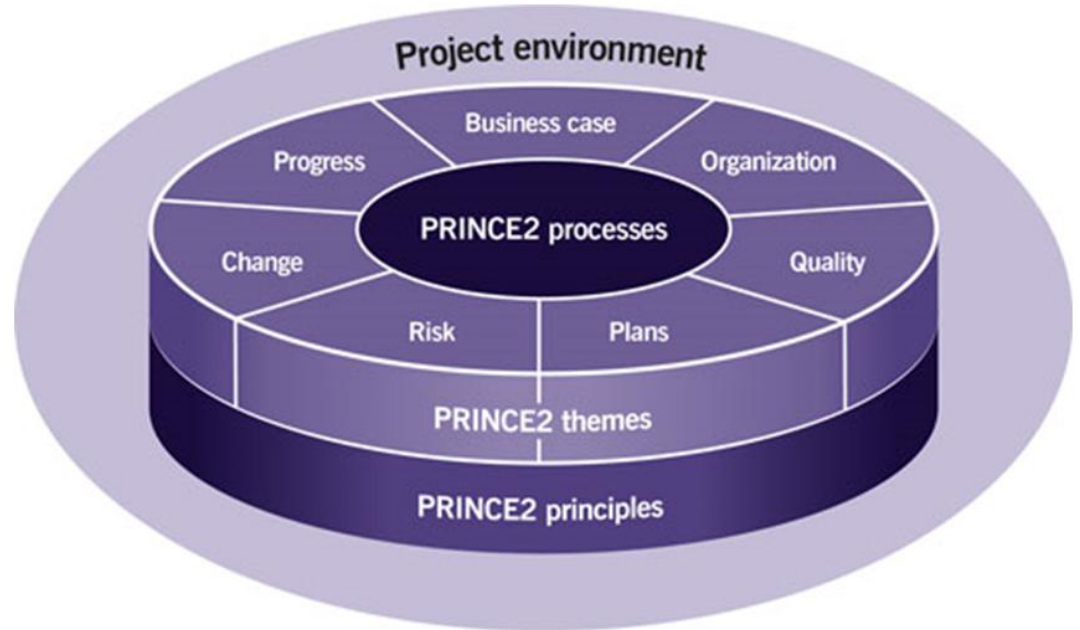 Project environment
Business case
Progress
Organization
PRINCE2 processes
Change
Quality
Risk
Plans
PRINCE2 themes
PRINCE2 principles